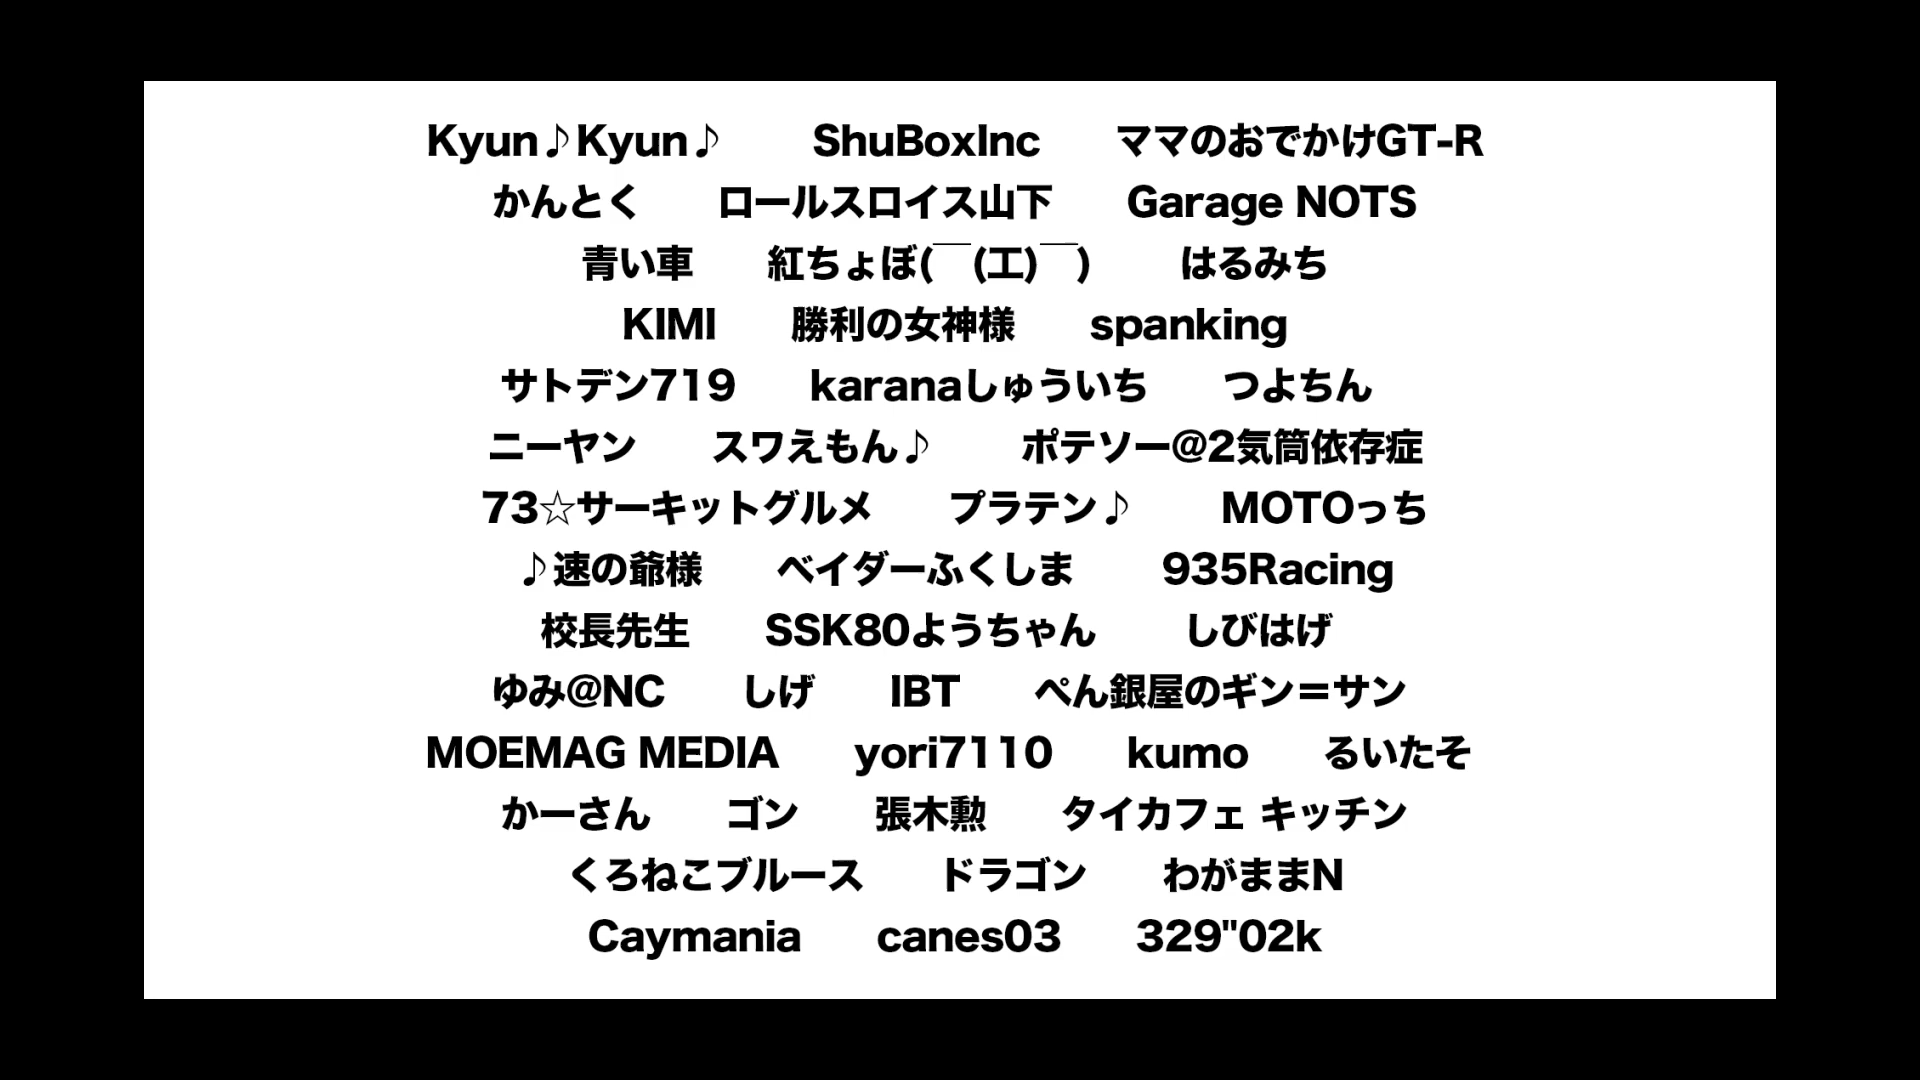 Kyun♪Kyun♪　ShuBoxInc　ママのおでかけGT-R
かんとく　ロールスロイス山下　Garage NOTS
青い車　紅ちょぼ(￣(工)￣)　はるみち
KIMI　勝利の女神様　spanking
サトデン719　karanaしゅういち　つよちん
ニーヤン　スワえもん♪　ポテソー@2気筒依存症
73☆サーキットグルメ　プラテン♪　MOTOっち
♪速の爺様　ベイダーふくしま　935Racing
校長先生　SSK80ようちゃん　しびはげ
ゆみ@NC　しげ　IBT　ぺん銀屋のギン＝サン
MOEMAG MEDIA　yori7110　kumo　るいたそ
かーさん　ゴン　張木勲　タイカフェ キッチン
くろねこブルース　ドラゴン　わがままN
Caymania　canes03　329"02k